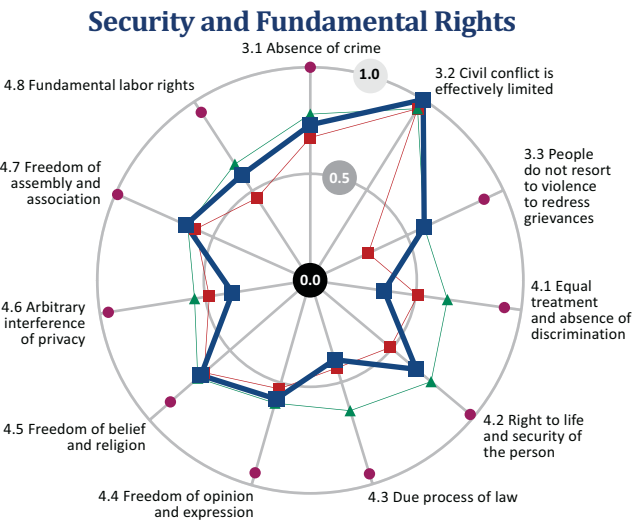 Security and Fundamental Rights
3.1 Absence of crime
1.0
3.2 Civil conflict is
effectively limited
4.8 Fundamental labor rights
3.3 People
do not resort
to violence
to redress
grievances
4.7 Freedom of
assembly and
association
0.5
0.0
4.1 Equal
treatment
and absence of
discrimination
4.6 Arbitrary
interference
of privacy
4.2 Right to life
and security of
the person
4.5 Freedom of belief
and religion
4.3 Due process of law
4.4 Freedom of opinion
and expression